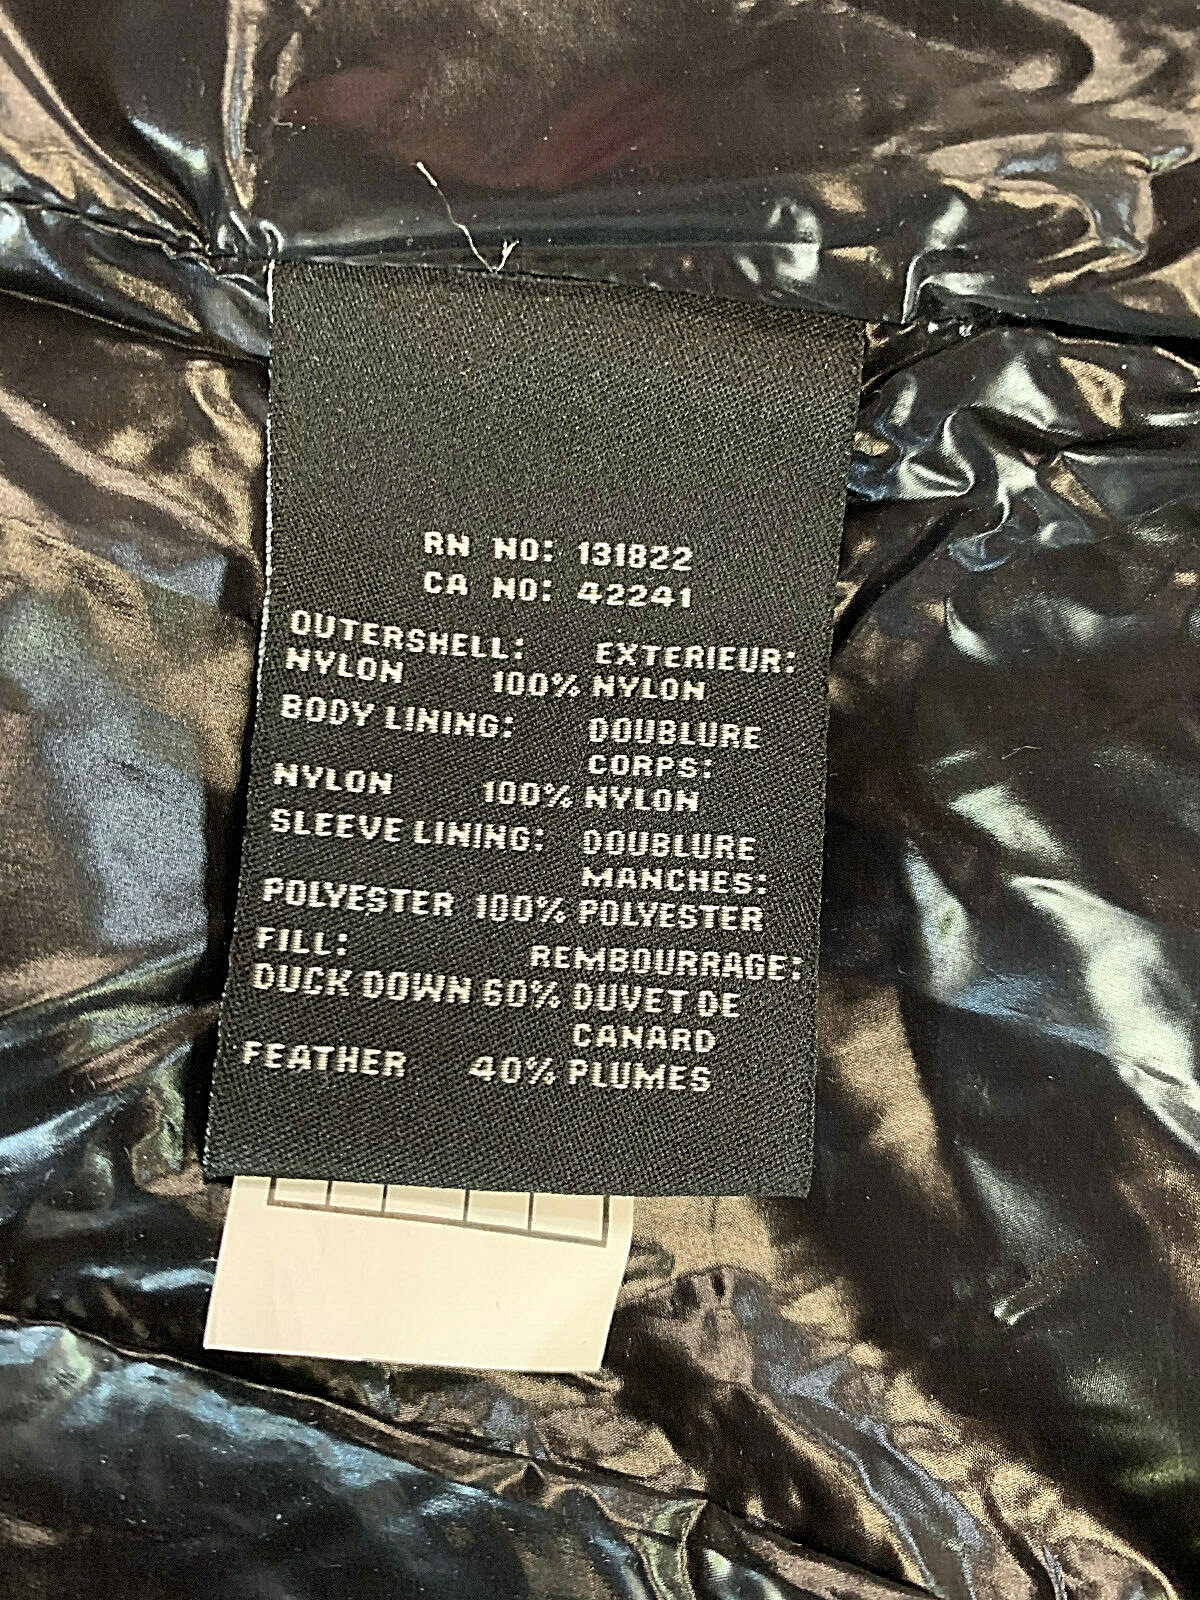 RN NO: 131822
CA NO: 42241
OUTERSHELL: EXTERIEUR:
NYLON 100% NYLON
BODY LINING: DOUBLURE
CORPS:
NYLON 100% NYLON
SLEEVE LINING: DOUBLURE
MANCHES:
POLYESTER 100% POLYESTER
FILL: REMBOURRAGE:
DUCK DOWN 60% DUVET DE
CANARD
FEATHER 40% PLUMES